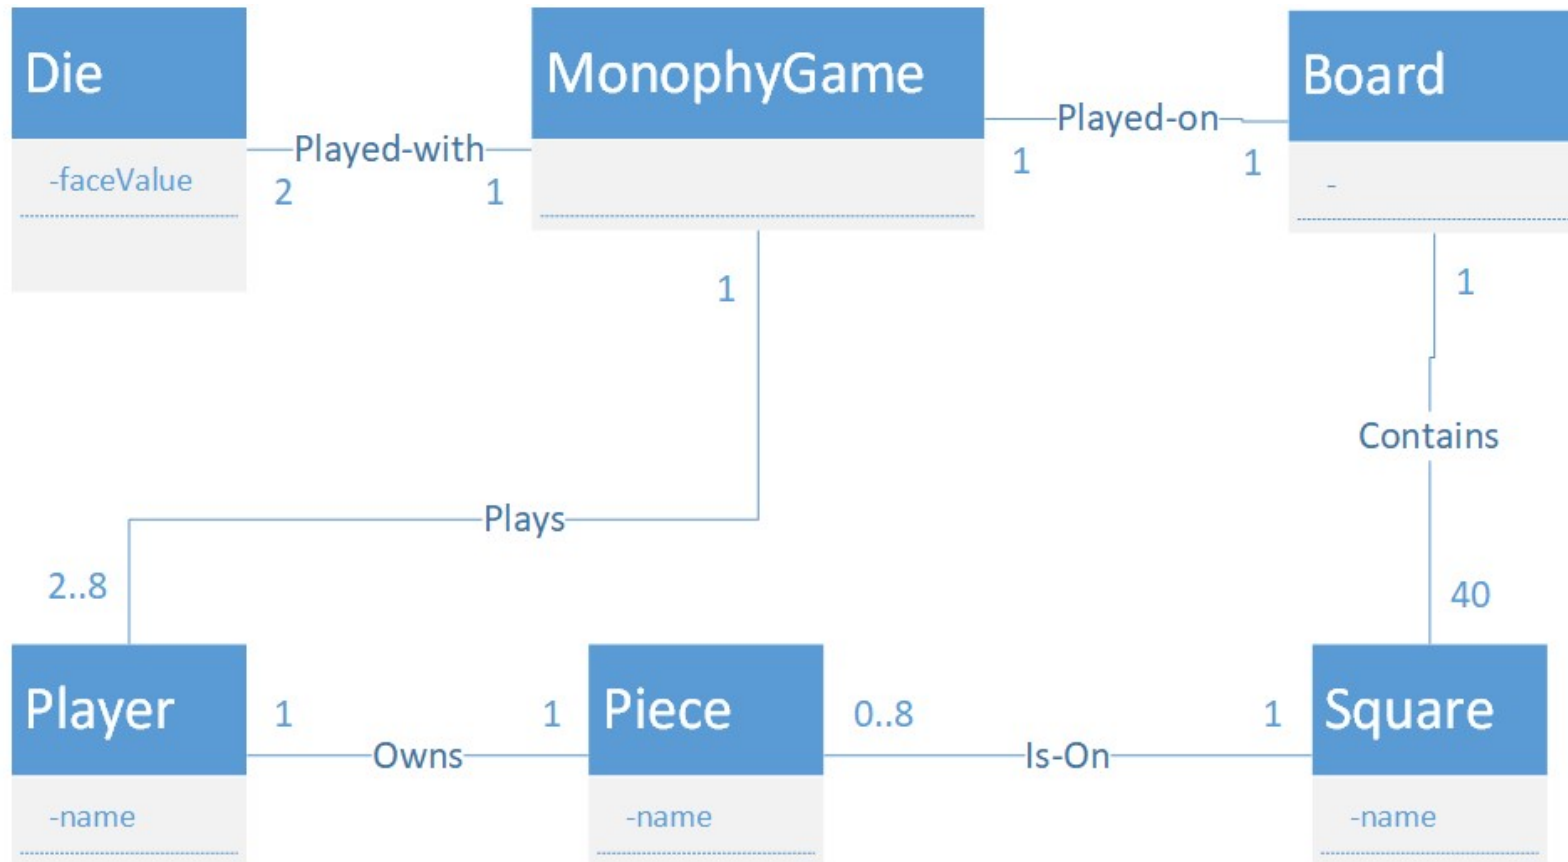 Die
MonophyGame
Board
-faceValue
Played-with
2
1
Played-on
1
1
-
1
1
Contains
Plays
2..8
40
Player
1
Owns
1
Piece
0..8
Is-On
1
Square
-name
-name
-name